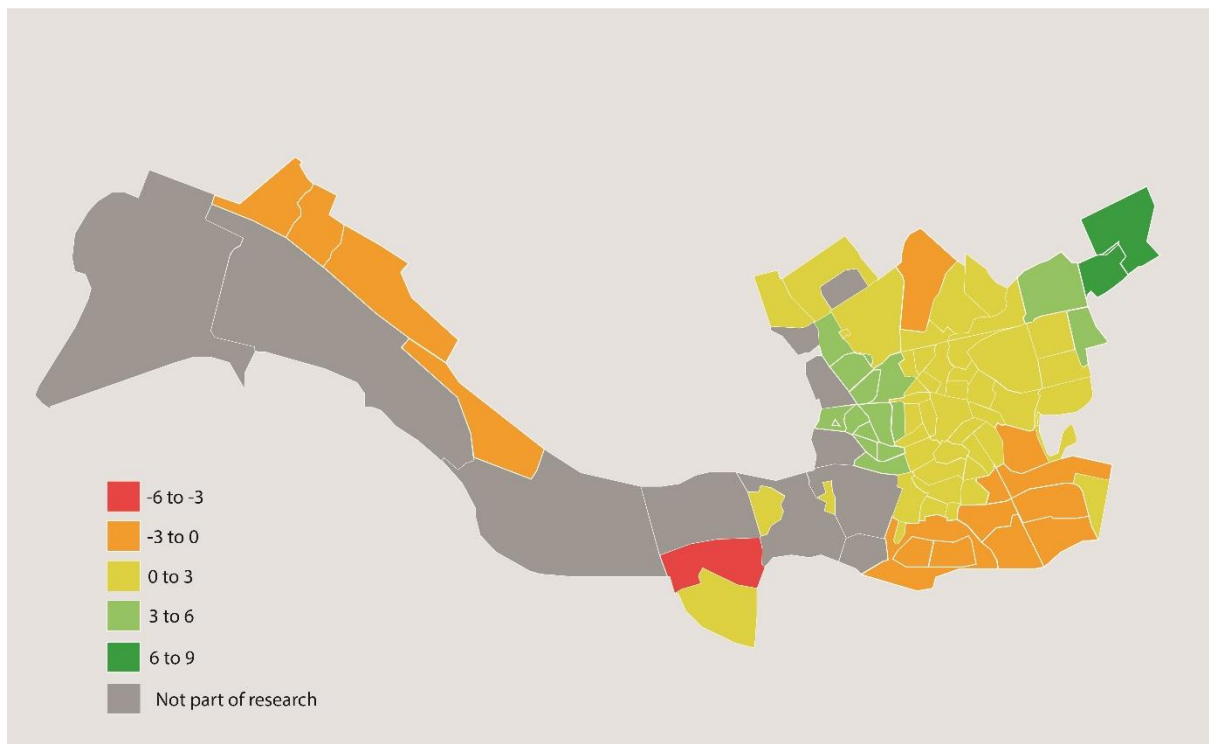 -6 to -3
-3 to 0
0 to 3
3 to 6
6 to 9
Not part of research